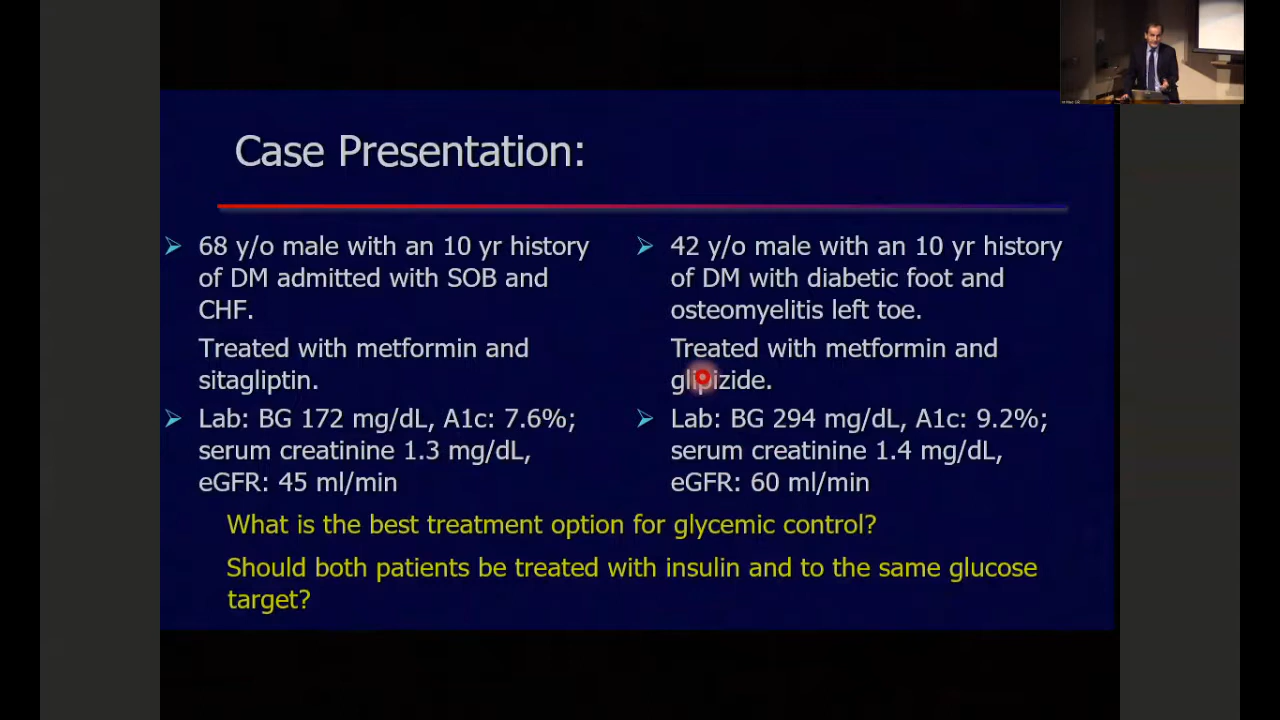 Case Presentation:
68 y/o male with an 10 yr history
of DM admitted with SOB and
CHF.
Treated with metformin and
sitagliptin.
Lab: BG 172 mg/dL, A1c: 7.6%;
serum creatinine 1.3 mg/dL,
eGFR: 45 ml/min
42 y/o male with an 10 yr history
of DM with diabetic foot and
osteomyelitis left toe.
Treated with metformin and
glipizide.
Lab: BG 294 mg/dL, A1c: 9.2%;
serum creatinine 1.4 mg/dL,
eGFR: 60 ml/min
What is the best treatment option for glycemic control?
Should both patients be treated with insulin and to the same glucose
target?